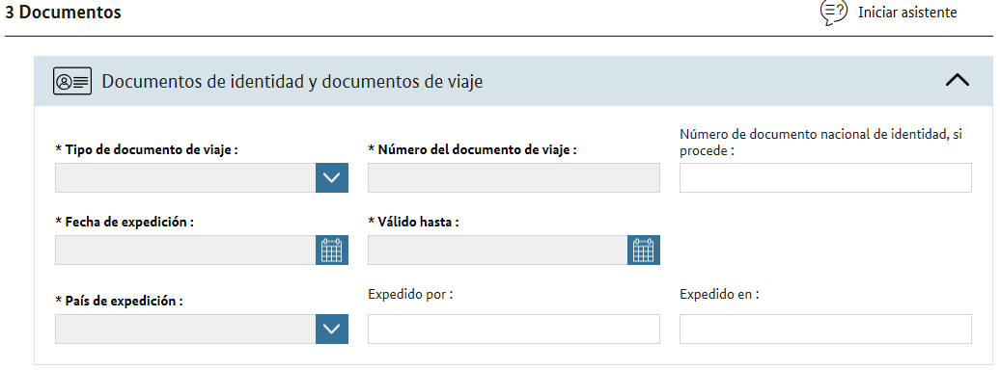 3 Documentos
Iniciar asistente
Documentos de identidad y documentos de viaje
* Tipo de documento de viaje :
* Número del documento de viaje :
Número de documento nacional de identidad, si
procede :
* Fecha de expedición :
* Válido hasta :
* País de expedición :
Expedido por :
Expedido en :